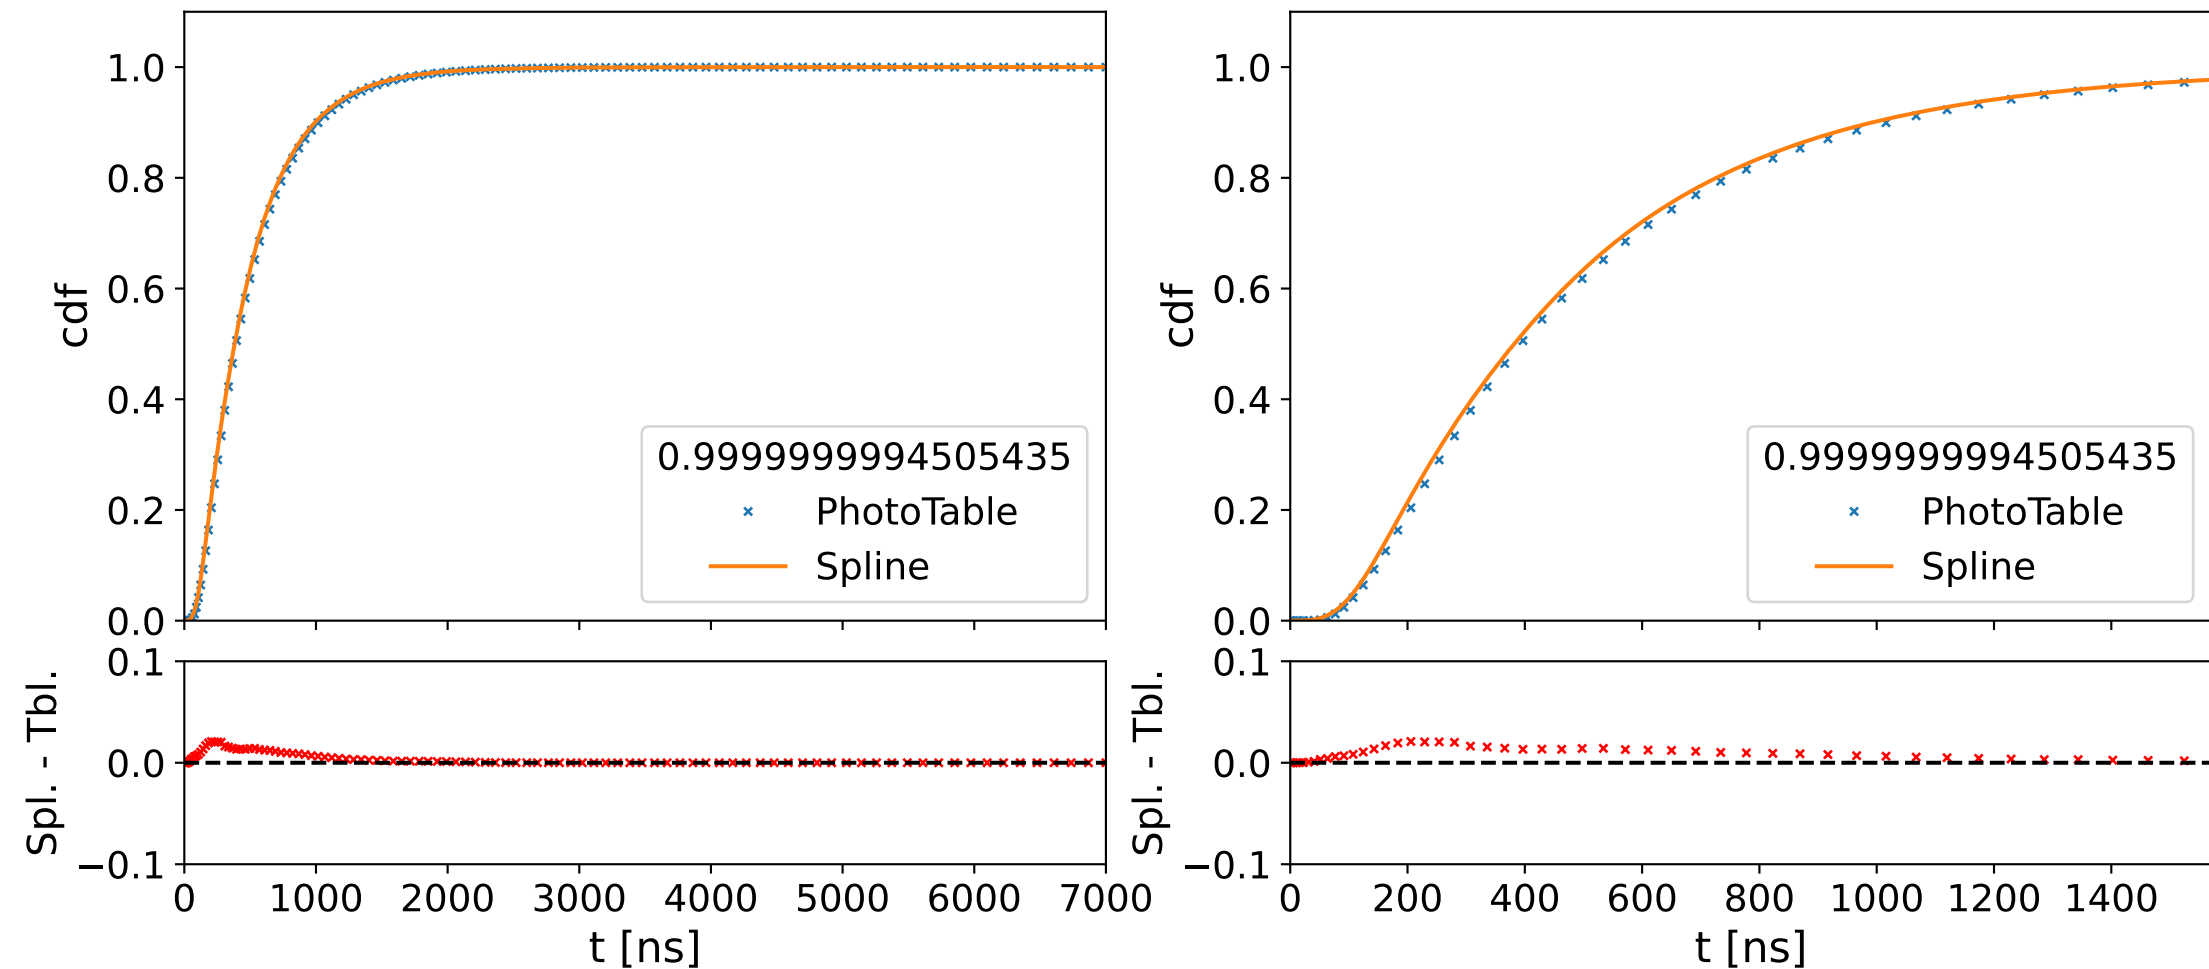 1.0
0.8
0.6
0.4
0.2
0.0
cdf
0.9999999994505435
PhotoTable
Spline
0.1
0.0
−0.1
Spl. - Tbl.
0 1000 2000 3000 4000 5000 6000 7000
t [ns]
1.0
0.8
0.6
0.4
0.2
0.0
cdf
0.9999999994505435
PhotoTable
Spline
0.1
0.0
−0.1
Spl. - Tbl.
0 200 400 600 800 1000 1200 1400
t [ns]